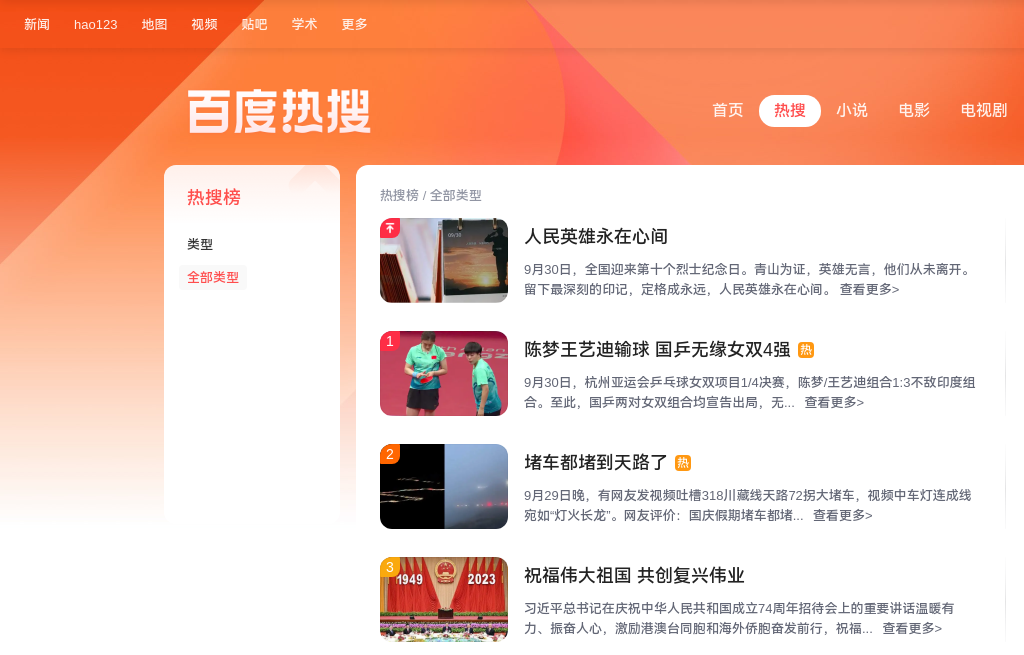 新闻 hao123 地图 视频 贴吧 学术 更多
百度热搜
首页 热搜 小说 电影 电视剧
热搜榜
类型
全部类型
热搜榜 / 全部类型
人民英雄永在心间
9月30日，全国迎来第十个烈士纪念日。青山为证，英雄无言，他们从未离开。
留下最深刻的印记，定格成永远，人民英雄永在心间。 查看更多>
1
陈梦王艺迪输球 国乒无缘女双4强 热
9月30日，杭州亚运会乒乓球女双项目1/4决赛，陈梦/王艺迪组合1:3不敌印度组
合。至此，国乒两对女双组合均宣告出局，无... 查看更多>
2
堵车都堵到天路了 热
9月29日晚，有网友发视频吐槽318川藏线天路72拐大堵车，视频中车灯连成线
宛如“灯火长龙”。网友评价：国庆假期堵车都堵... 查看更多>
3
1949 2023
祝福伟大祖国 共创复兴伟业
习近平总书记在庆祝中华人民共和国成立74周年招待会上的重要讲话温暖有
力、振奋人心，激励港澳台同胞和海外侨胞奋发前行，祝福... 查看更多>